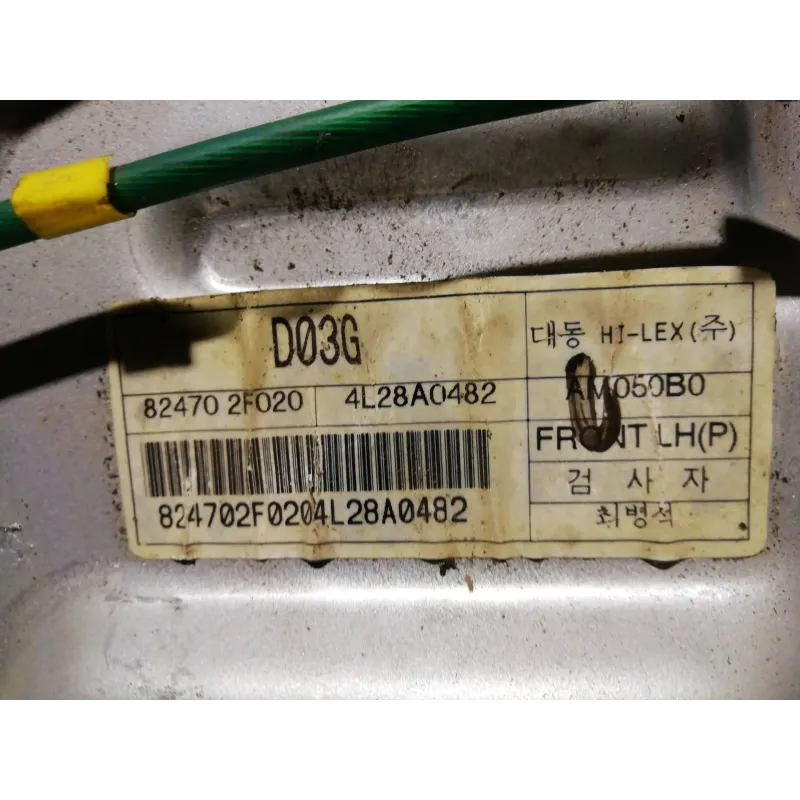 D03G
82470 2F020 4L28A0482
824702F0204L28A0482
대동 HI-LEX(주)
AM050B0
FRONT LH(P)
검 사 자
최병석